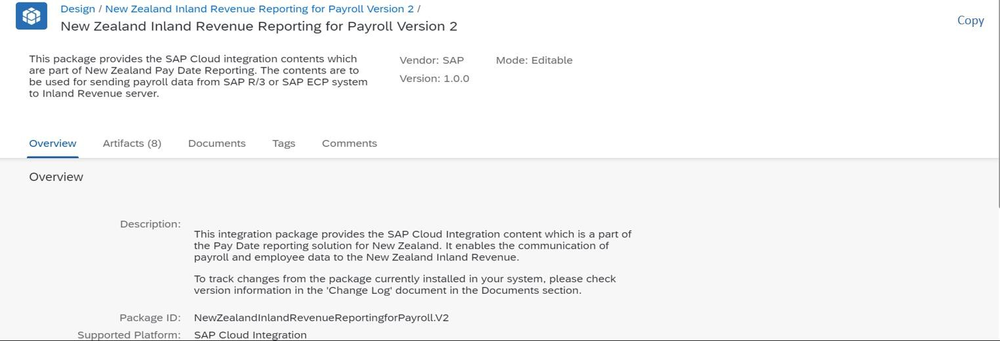 Design / New Zealand Inland Revenue Reporting for Payroll Version 2 /
New Zealand Inland Revenue Reporting for Payroll Version 2
Copy
This package provides the SAP Cloud integration contents which
are part of New Zealand Pay Date Reporting. The contents are to
be used for sending payroll data from SAP R/3 or SAP ECP system
to Inland Revenue server.
Vendor: SAP Mode: Editable
Version: 1.0.0
Overview Artifacts (8) Documents Tags Comments
Overview
Description:
This integration package provides the SAP Cloud Integration content which is a part of
the Pay Date reporting solution for New Zealand. It enables the communication of
payroll and employee data to the New Zealand Inland Revenue.
To track changes from the package currently installed in your system, please check
version information in the 'Change Log' document in the Documents section.
Package ID: NewZealandInlandRevenueReportingforPayroll.V2
Supported Platform: SAP Cloud Integration